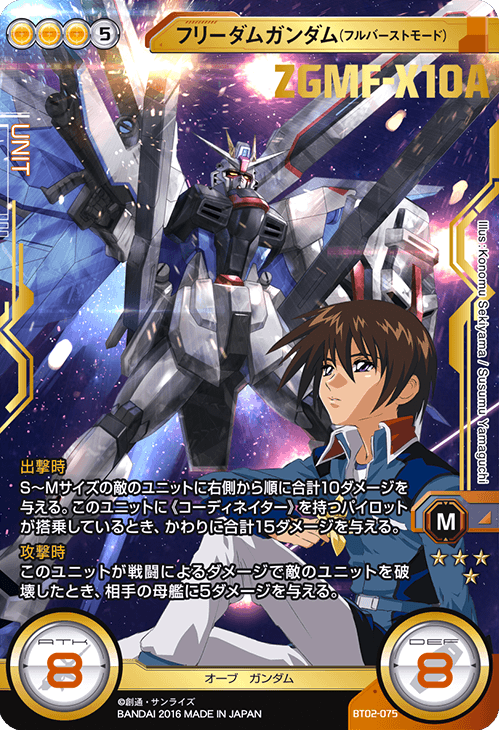 5
フリーダムガンダム(フルバーストモード)
ZGMF-X10A
UNIT
Illus:Konomu Sekiyama / Susumu Yamaguchi
出撃時
S～Mサイズの敵のユニットに右側から順に合計10ダメージを
与える。このユニットに《コーディネイター》を持つパイロット
が搭乗しているとき、かわりに合計15ダメージを与える。
M
攻撃時
このユニットが戦闘によるダメージで敵のユニットを破
壊したとき、相手の母艦に5ダメージを与える。
ATK
8
DEF
8
オーブ ガンダム
©創通・サンライズ
BANDAI 2016 MADE IN JAPAN
BT02-075